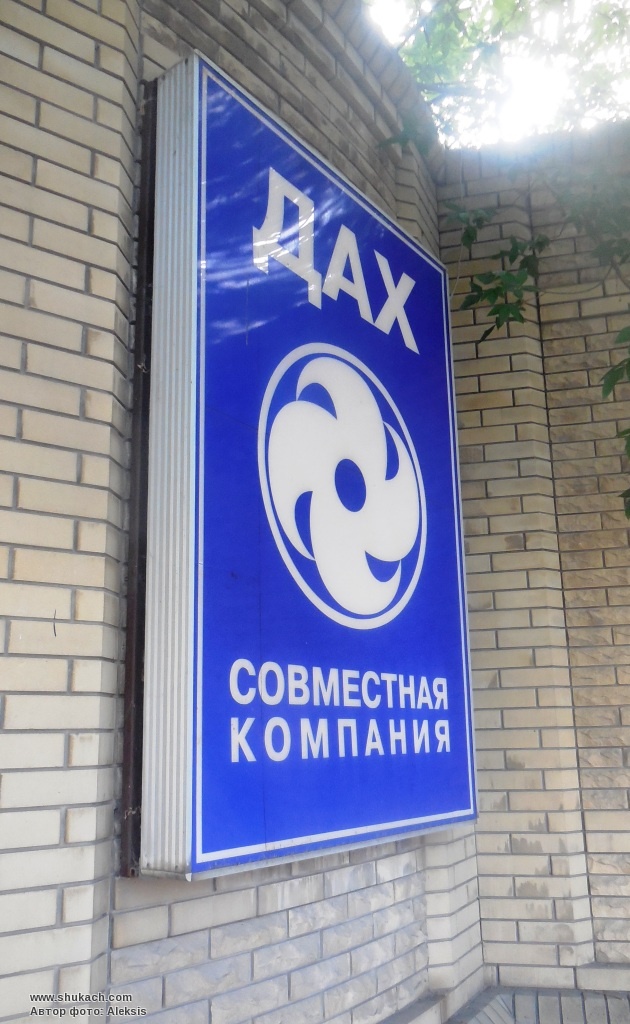 ДАХ
СОВМЕСТНАЯ
КОМПАНИЯ
www.shukach.com
Автор фото: Aleksis